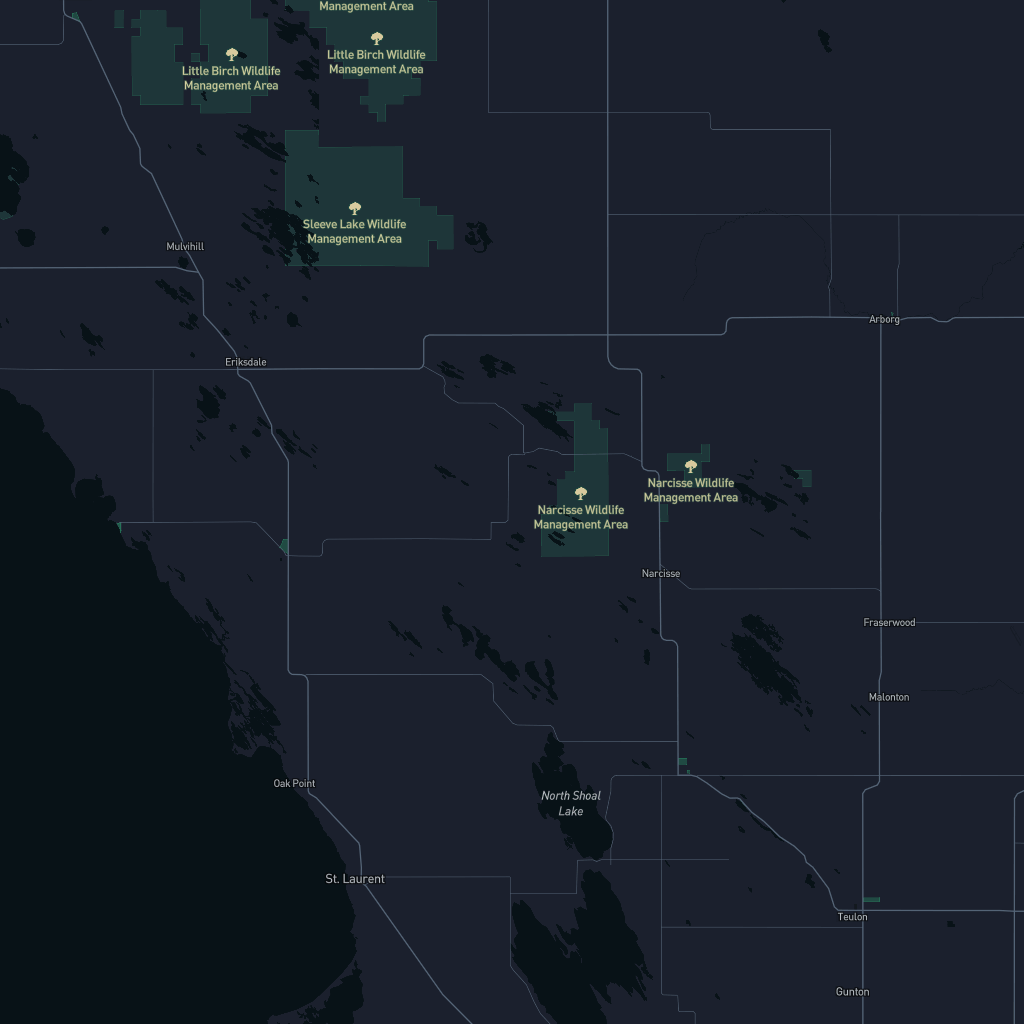 Management Area
Little Birch Wildlife
Management Area
Little Birch Wildlife
Management Area
Sleeve Lake Wildlife
Management Area
Mulvihill
Arborg
Eriksdale
Narcisse Wildlife
Management Area
Narcisse Wildlife
Management Area
Narcisse
Fraserwood
Malonton
Oak Point
North Shoal
Lake
St. Laurent
Teulon
Gunton